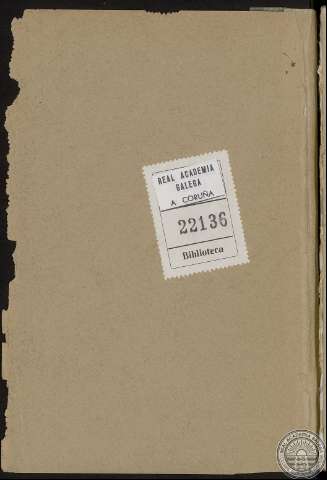 REAL ACADEMIA
GALEGA
A CORUÑA
22136
Biblioteca